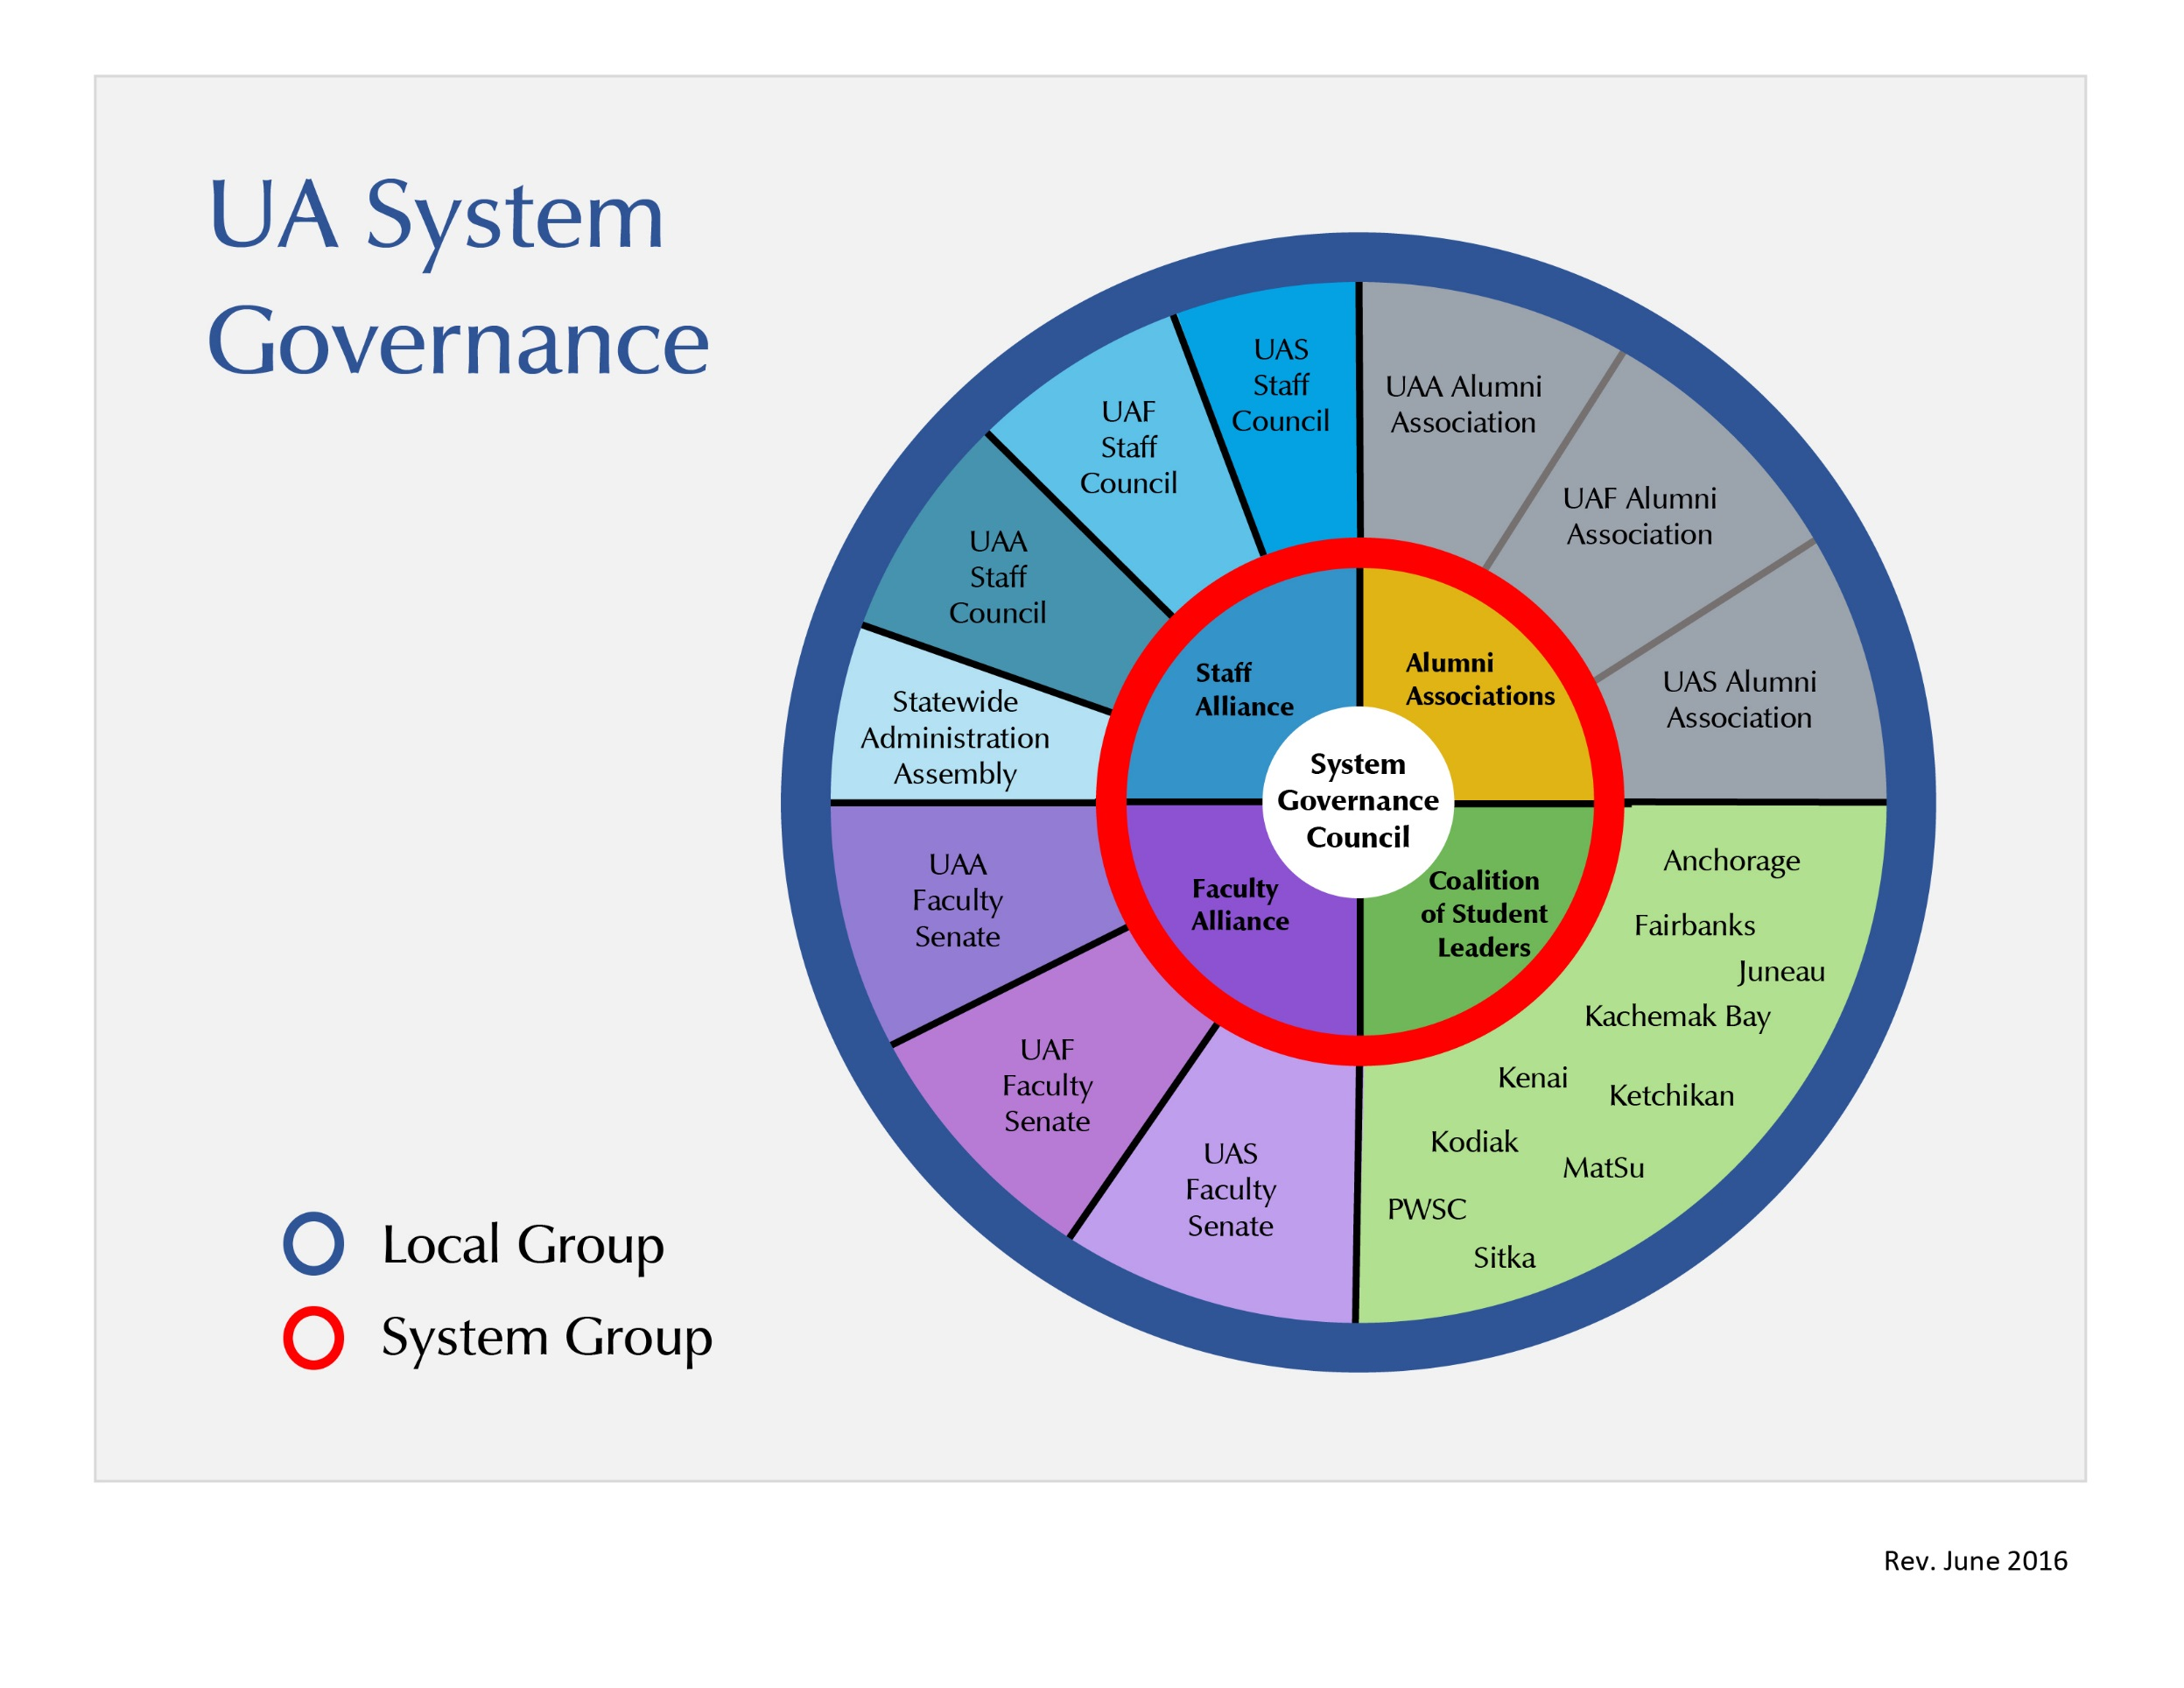 UA System
Governance
UAS
Staff
Council
UAF
Staff
Council
UAA
Staff
Council
Statewide
Administration
Assembly
UAA Alumni
Association
UAF Alumni
Association
UAS Alumni
Association
Staff
Alliance
Alumni
Associations
System
Governance
Council
Faculty
Alliance
Coalition
of Student
Leaders
UAA
Faculty
Senate
UAF
Faculty
Senate
UAS
Faculty
Senate
Anchorage
Fairbanks
Juneau
Kachemak Bay
Kenai
Ketchikan
Kodiak
MatSu
PWSC
Sitka
Local Group
System Group
Rev. June 2016